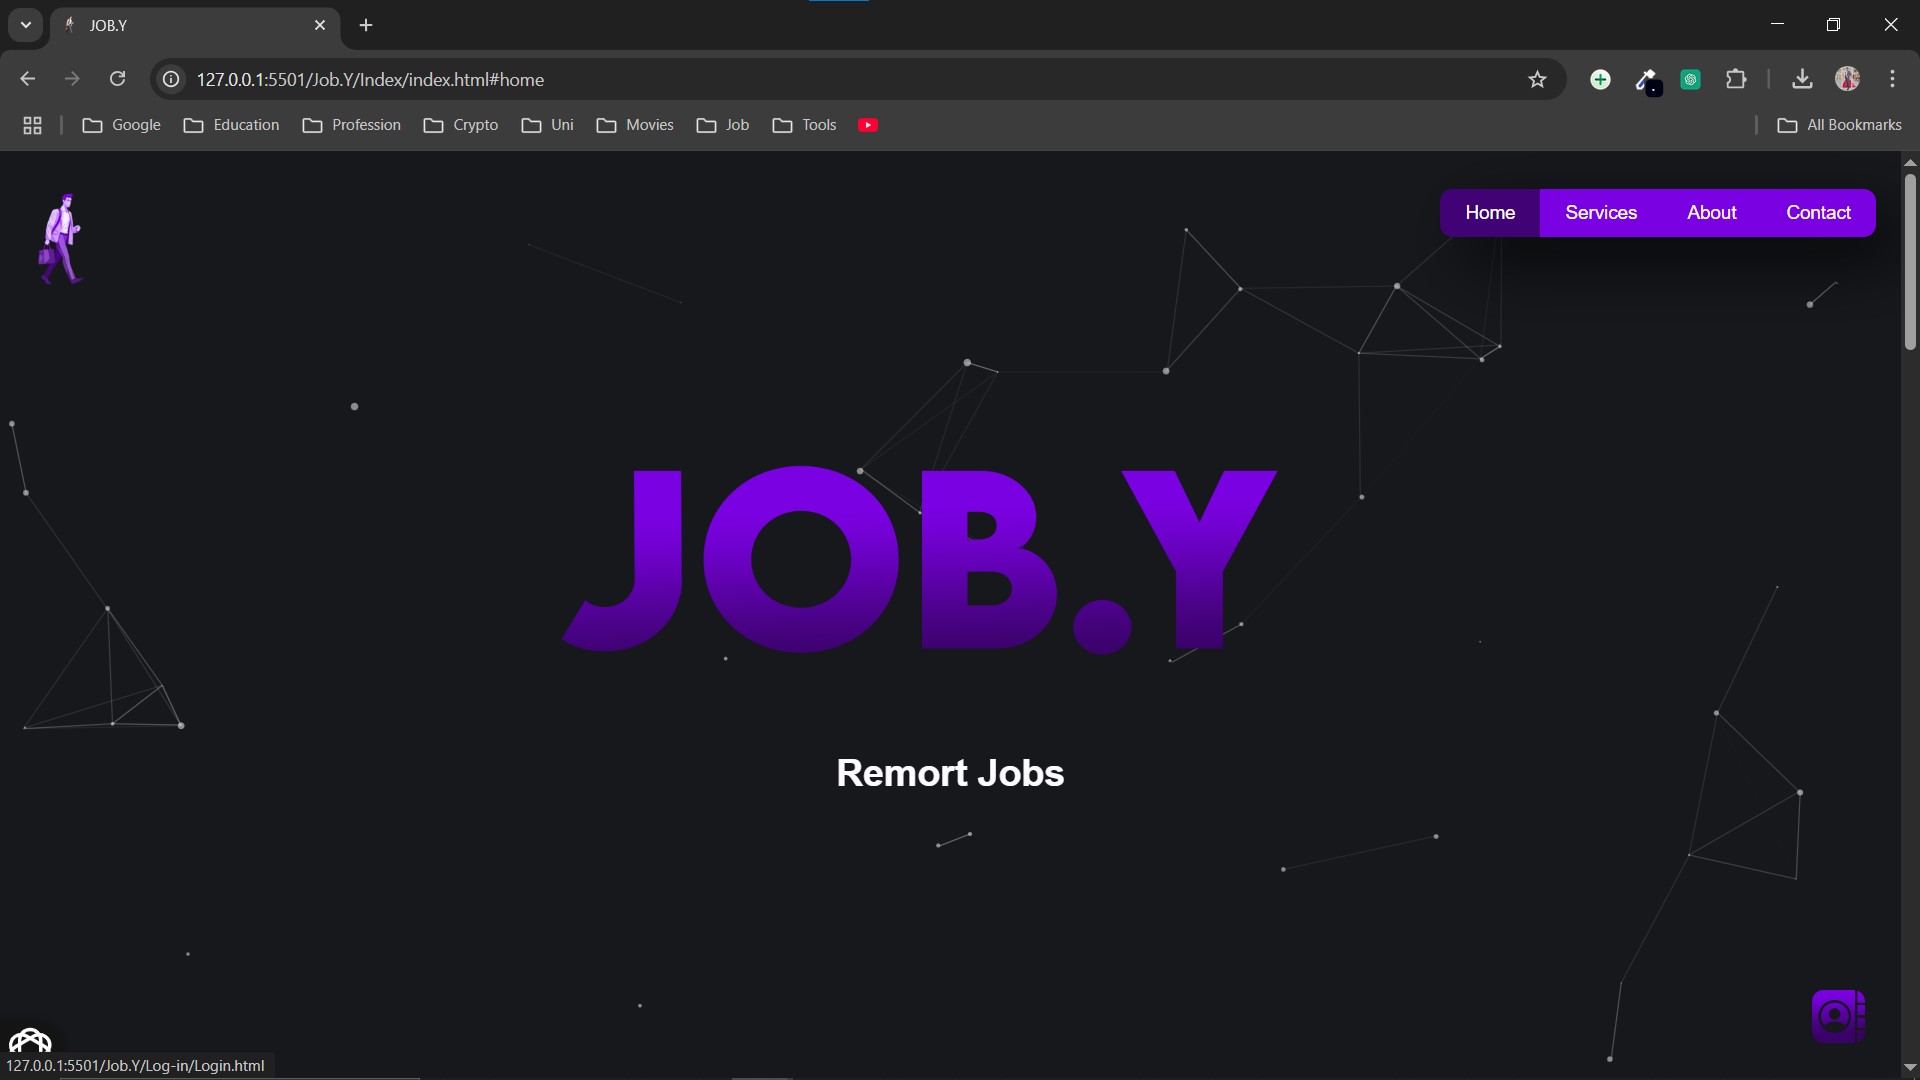 JOB.Y
127.0.0.1:5501/Job.Y/Index/index.html#home
Google Education Profession Crypto Uni Movies Job Tools All Bookmarks
Home Services About Contact
JOB.Y
Remort Jobs
127.0.0.1:5501/Job.Y/Log-in/Login.html